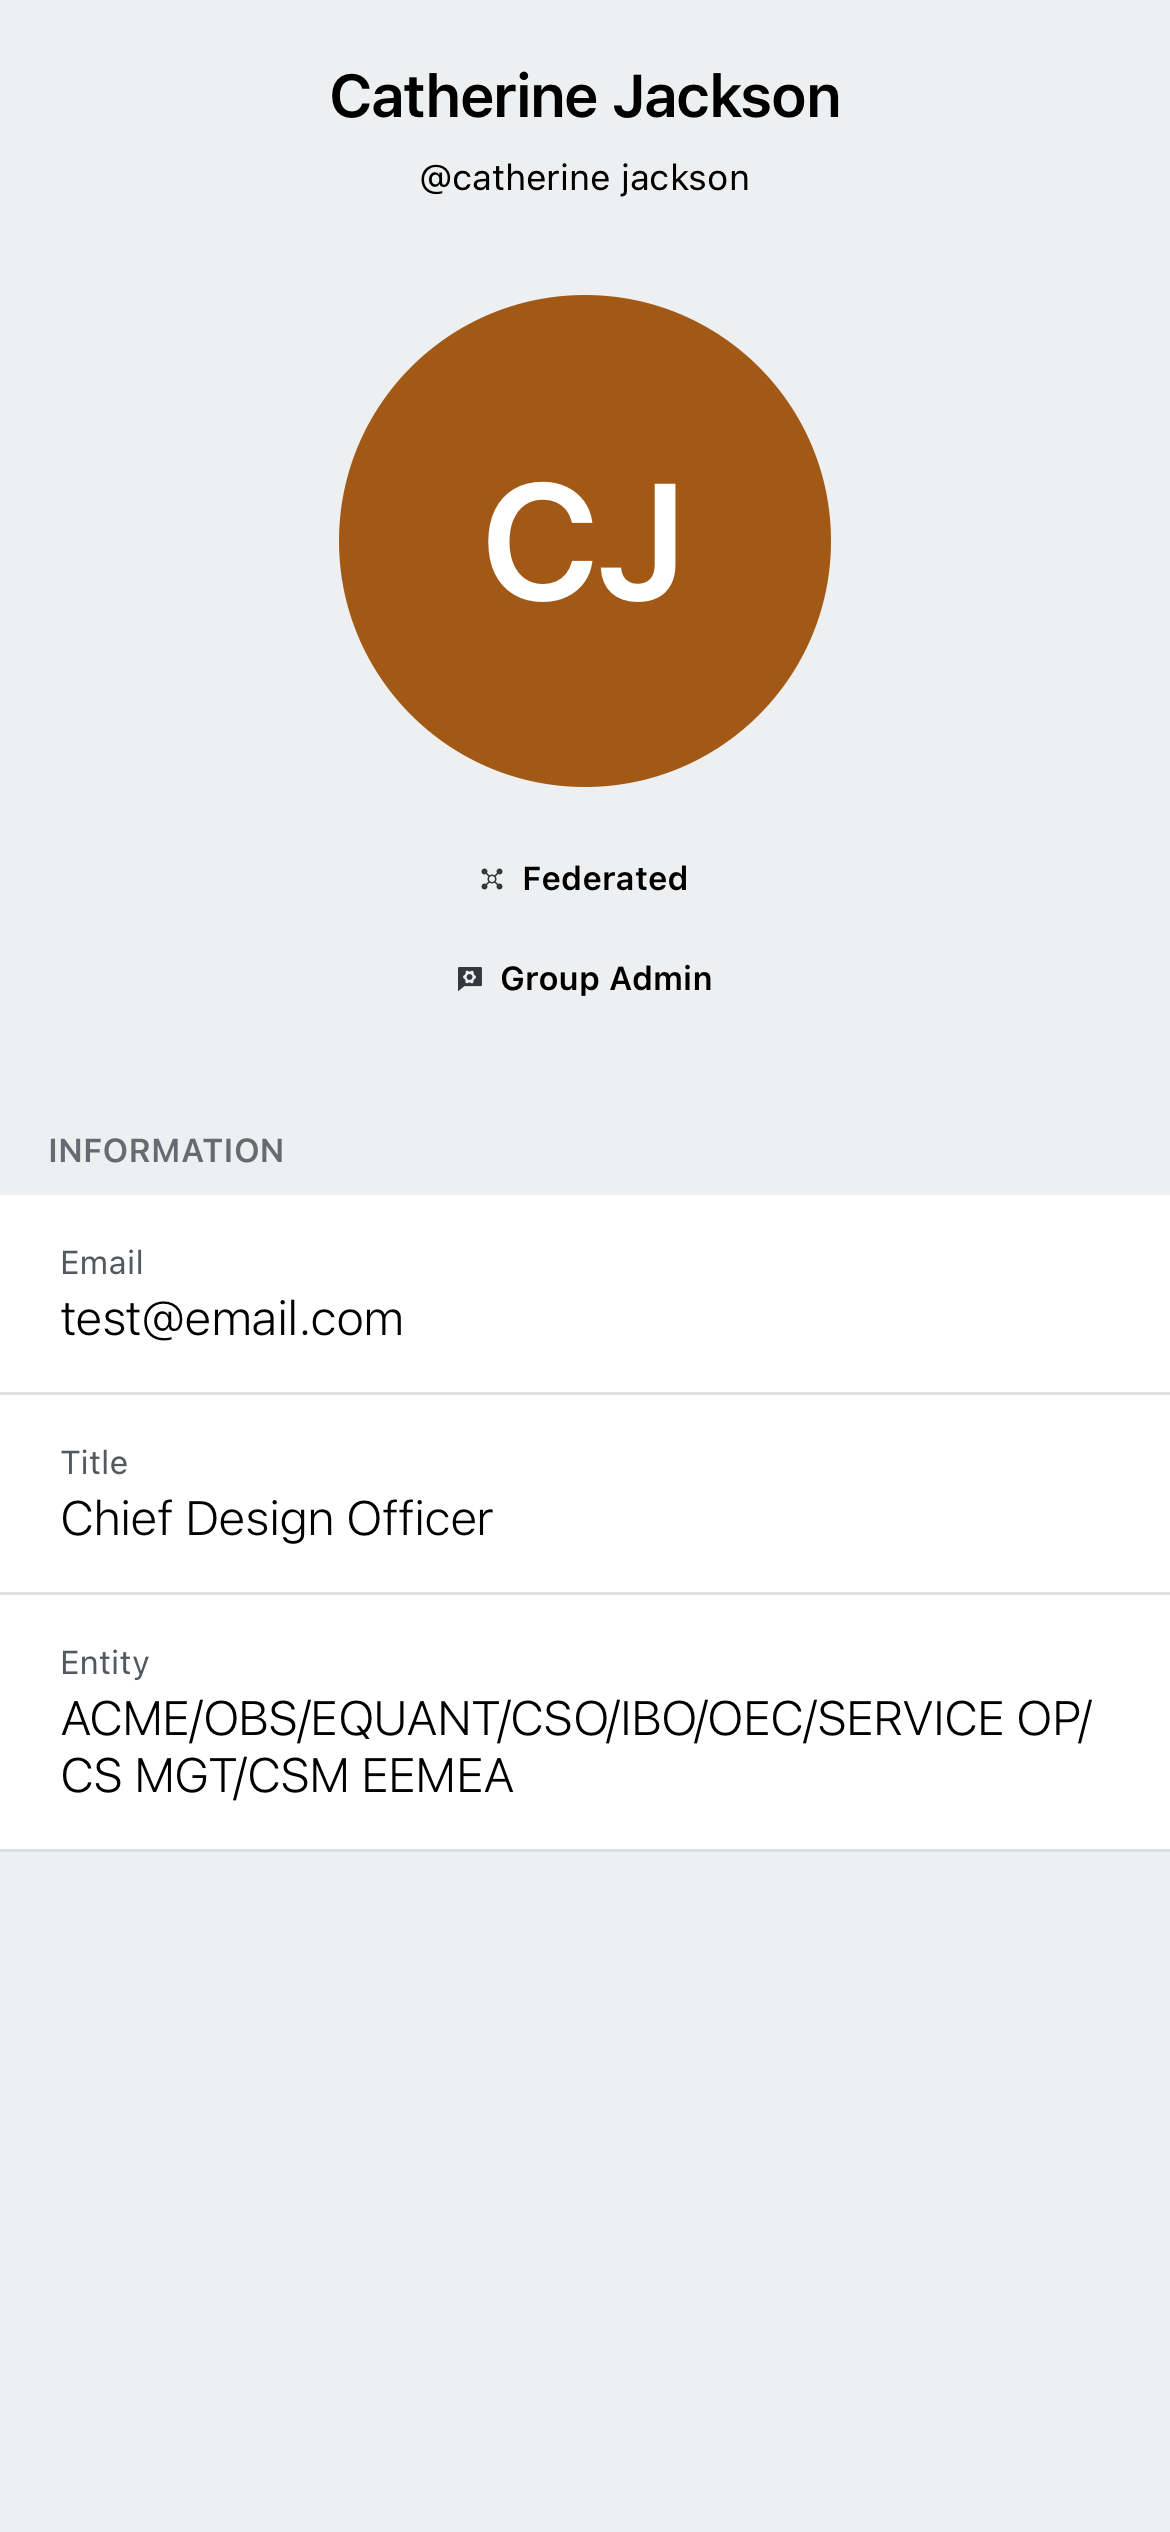 Catherine Jackson
@catherine jackson
CJ
Federated
Group Admin
INFORMATION
Email
test@email.com
Title
Chief Design Officer
Entity
ACME/OBS/EQUANT/CSO/IBO/OEC/SERVICE OP/
CS MGT/CSM EEMEA